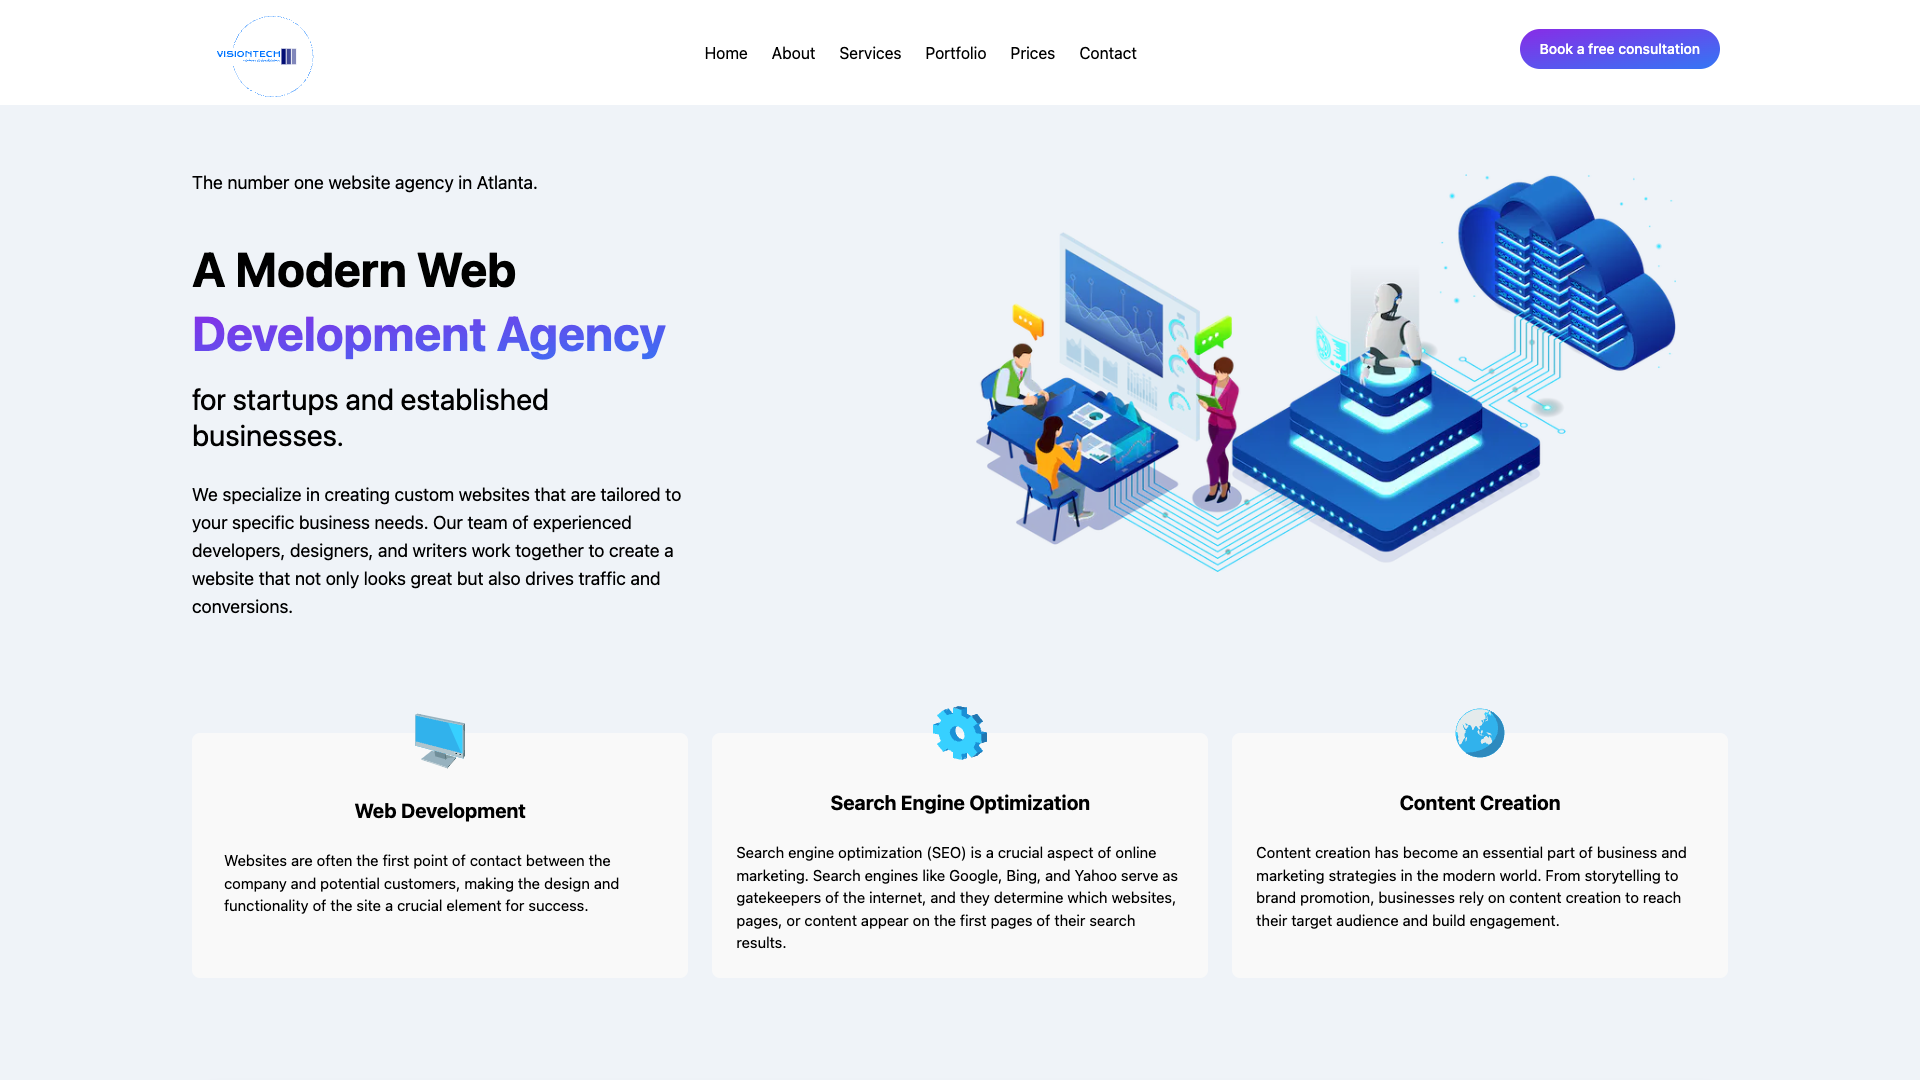 VISIONTECH
Home About Services Portfolio Prices Contact
Book a free consultation
The number one website agency in Atlanta.
A Modern Web
Development Agency
for startups and established
businesses.
We specialize in creating custom websites that are tailored to
your specific business needs. Our team of experienced
developers, designers, and writers work together to create a
website that not only looks great but also drives traffic and
conversions.
Web Development
Websites are often the first point of contact between the
company and potential customers, making the design and
functionality of the site a crucial element for success.
Search Engine Optimization
Search engine optimization (SEO) is a crucial aspect of online
marketing. Search engines like Google, Bing, and Yahoo serve as
gatekeepers of the internet, and they determine which websites,
pages, or content appear on the first pages of their search
results.
Content Creation
Content creation has become an essential part of business and
marketing strategies in the modern world. From storytelling to
brand promotion, businesses rely on content creation to reach
their target audience and build engagement.